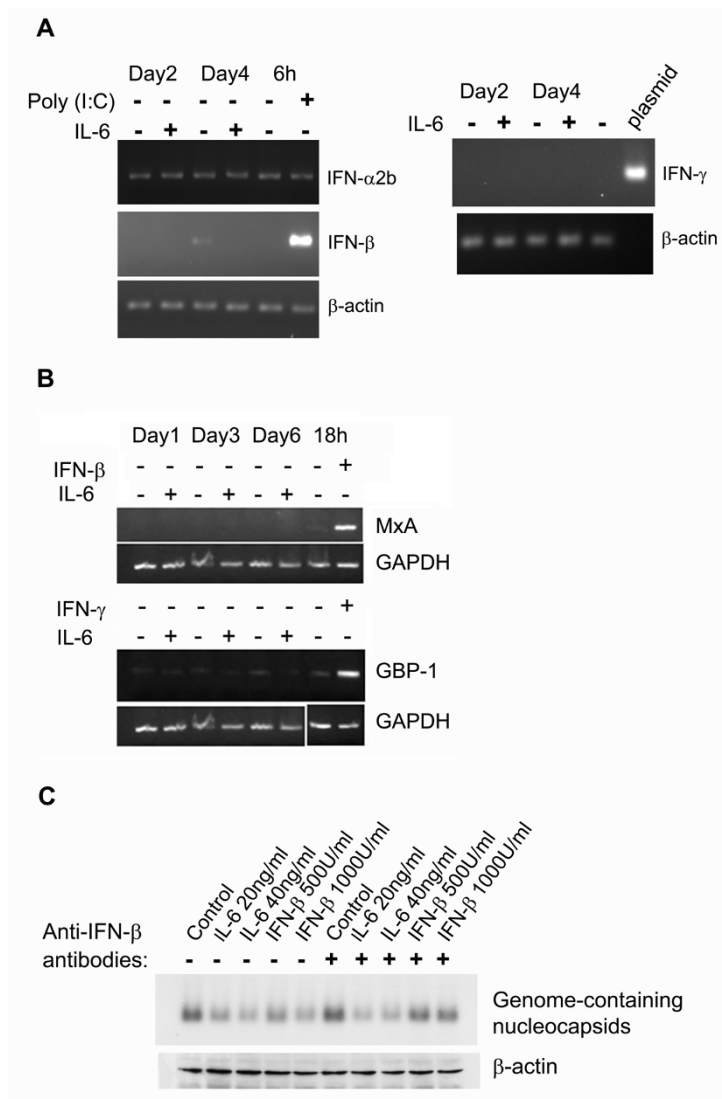 A
Day2 Day4 6h
Poly (I:C) - - - - - +
IL-6 - + - + - -
IFN-α2b
IFN-β
β-actin
Day2 Day4 plasmid
IL-6 - + - + -
IFN-γ
β-actin
B
Day1 Day3 Day6 18h
IFN-β - - - - - - - +
IL-6 - + - + - + - -
MxA
GAPDH
IFN-γ - - - - - - - +
IL-6 - + - + - + - -
GBP-1
GAPDH
C
Control IL-6 20ng/ml IL-6 40ng/ml IFN-β 500U/ml IFN-β 1000U/ml Control IL-6 20ng/ml IL-6 40ng/ml IFN-β 500U/ml IFN-β 1000U/ml
Anti-IFN-β
antibodies: - - - - - + + + + +
Genome-containing
nucleocapsids
β-actin